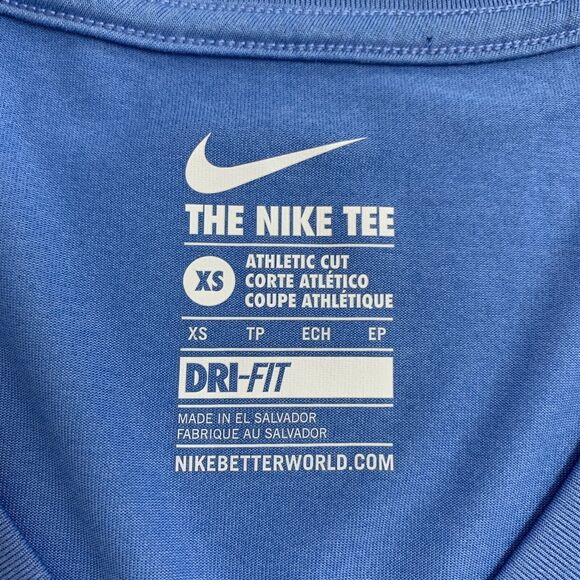 THE NIKE TEE
XS
ATHLETIC CUT
CORTE ATLÉTICO
COUPE ATHLÉTIQUE
XS TP ECH EP
DRI-FIT
MADE IN EL SALVADOR
FABRIQUE AU SALVADOR
NIKEBETTERWORLD.COM